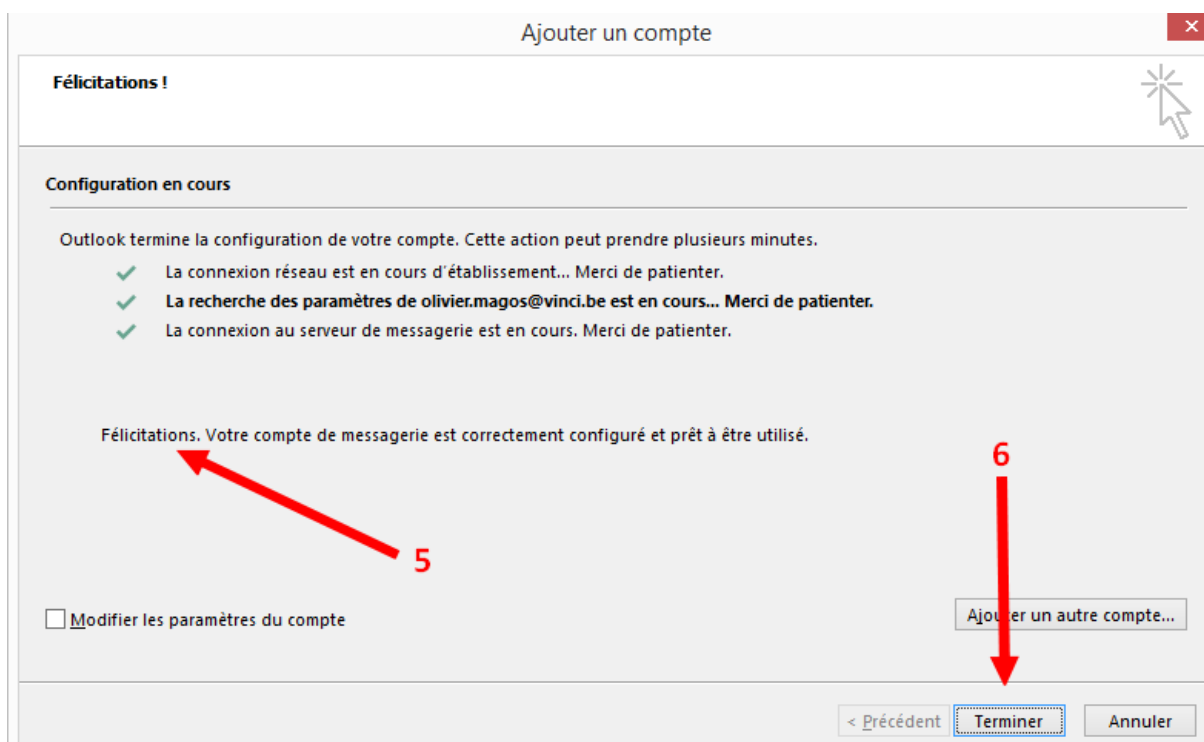 Ajouter un compte
Félicitations !
Configuration en cours
Outlook termine la configuration de votre compte. Cette action peut prendre plusieurs minutes.
La connexion réseau est en cours d'établissement... Merci de patienter.
La recherche des paramètres de olivier.magos@vinci.be est en cours... Merci de patienter.
La connexion au serveur de messagerie est en cours. Merci de patienter.
Félicitations. Votre compte de messagerie est correctement configuré et prêt à être utilisé.
6
5
Modifier les paramètres du compte
Ajouter un autre compte...
< Précédent
Terminer
Annuler